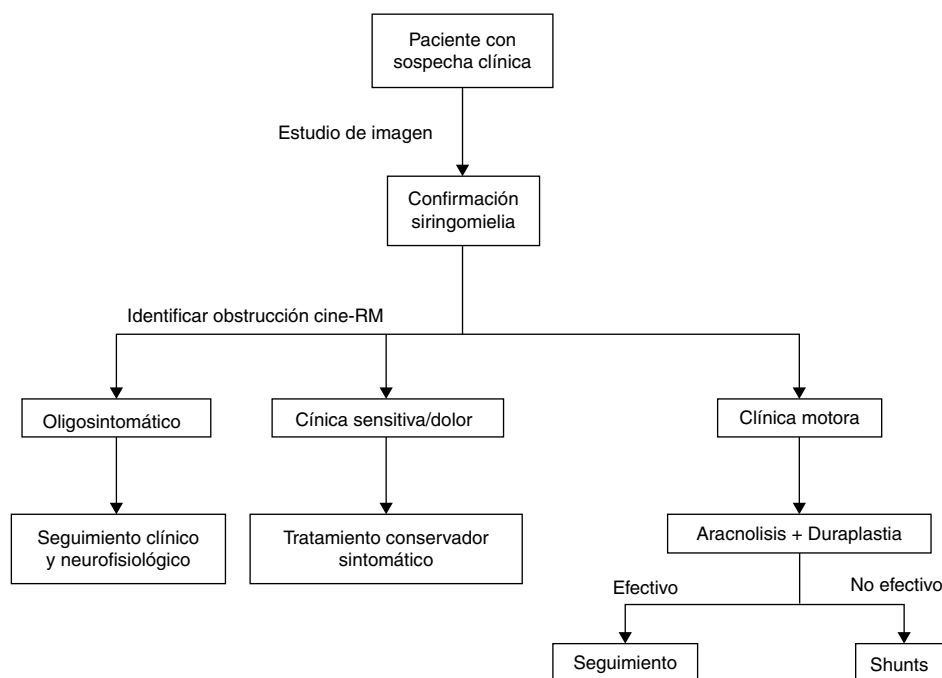 Paciente con
sospecha clínica
Estudio de imagen
Confirmación
siringomielia
Identificar obstrucción cine-RM
Oligosintomático
Cínica sensitiva/dolor
Clínica motora
Seguimiento clínico
y neurofisiológico
Tratamiento conservador
sintomático
Aracnolisis + Duraplastia
Efectivo
No efectivo
Seguimiento
Shunts